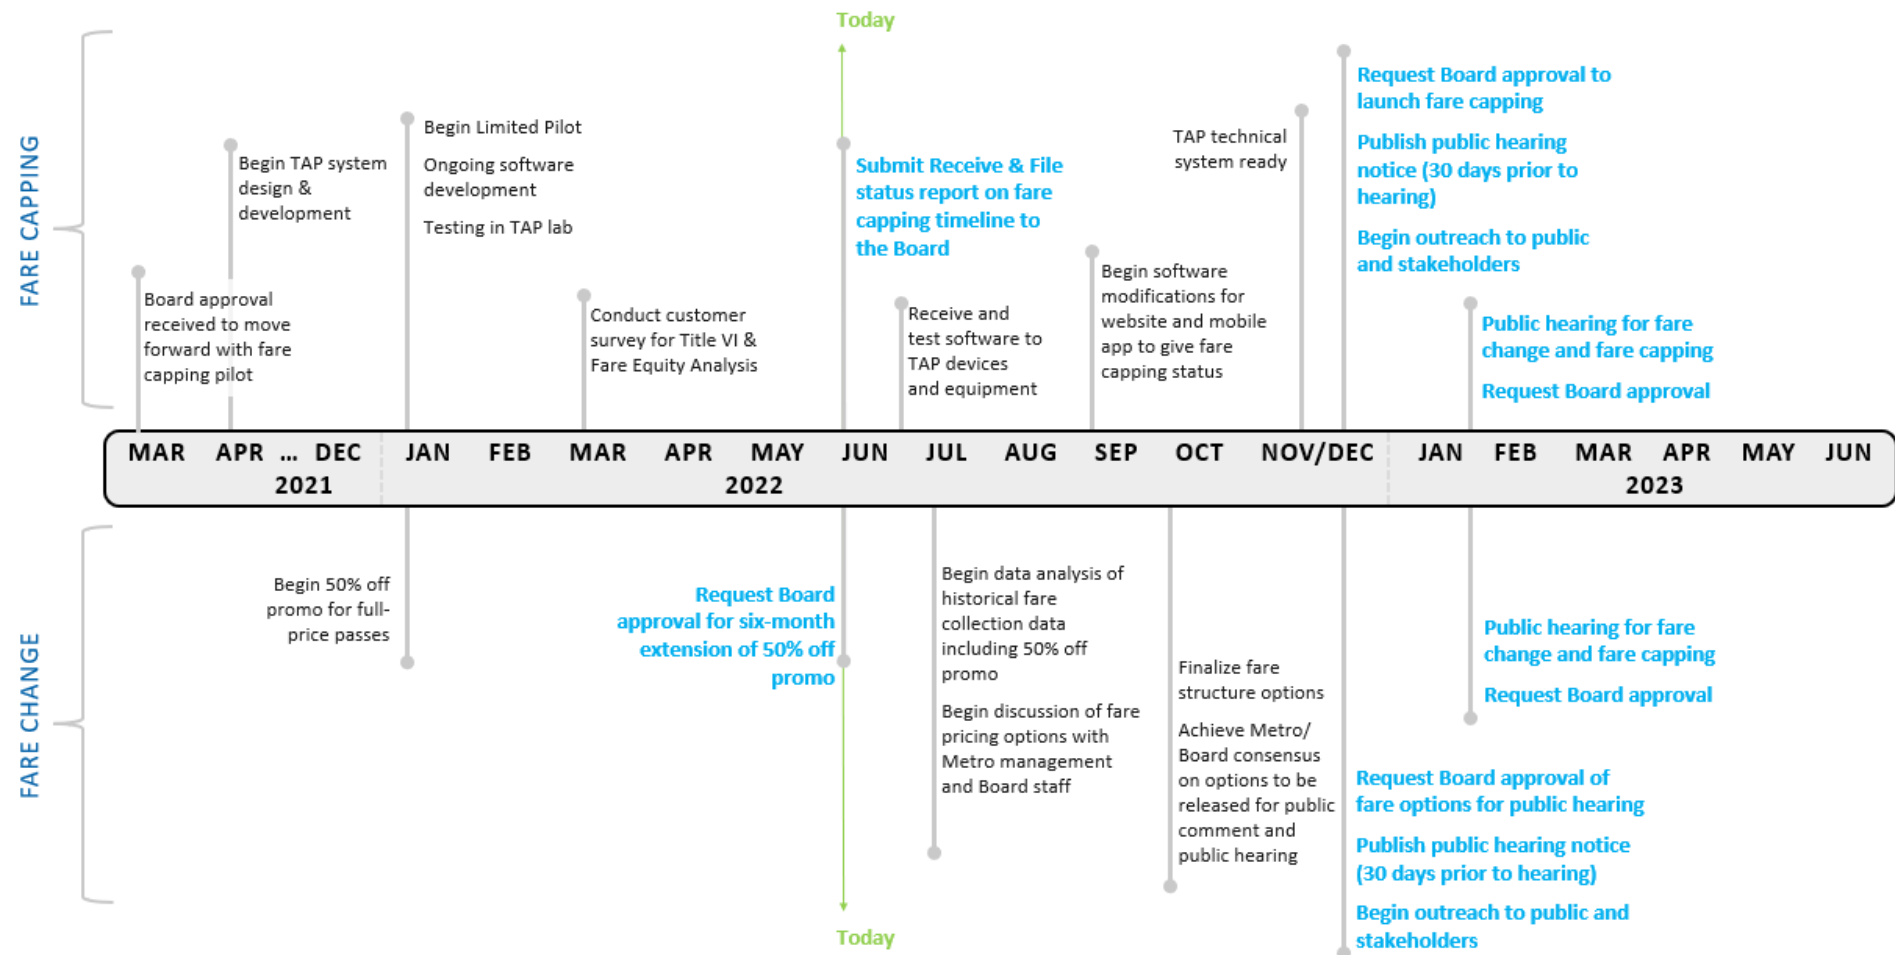 Today
FARE CAPPING
Board approval
received to move
forward with fare
capping pilot
Begin TAP system
design &
development
Begin Limited Pilot
Ongoing software
development
Testing in TAP lab
Conduct customer
survey for Title VI &
Fare Equity Analysis
Submit Receive & File
status report on fare
capping timeline to
the Board
Receive and
test software to
TAP devices
and equipment
Begin software
modifications for
website and mobile
app to give fare
capping status
TAP technical
system ready
Request Board approval to
launch fare capping
Publish public hearing
notice (30 days prior to
hearing)
Begin outreach to public
and stakeholders
Public hearing for fare
change and fare capping
Request Board approval
MAR APR ... DEC JAN FEB MAR APR MAY JUN JUL AUG SEP OCT NOV/DEC JAN FEB MAR APR MAY JUN
2021 2022 2023
FARE CHANGE
Begin 50% off
promo for full-
price passes
Request Board
approval for six-month
extension of 50% off
promo
Begin data analysis of
historical fare
collection data
including 50% off
promo
Begin discussion of fare
pricing options with
Metro management
and Board staff
Finalize fare
structure options
Achieve Metro/
Board consensus
on options to be
released for public
comment and
public hearing
Public hearing for fare
change and fare capping
Request Board approval
Request Board approval of
fare options for public hearing
Publish public hearing notice
(30 days prior to hearing)
Begin outreach to public and
stakeholders
Today